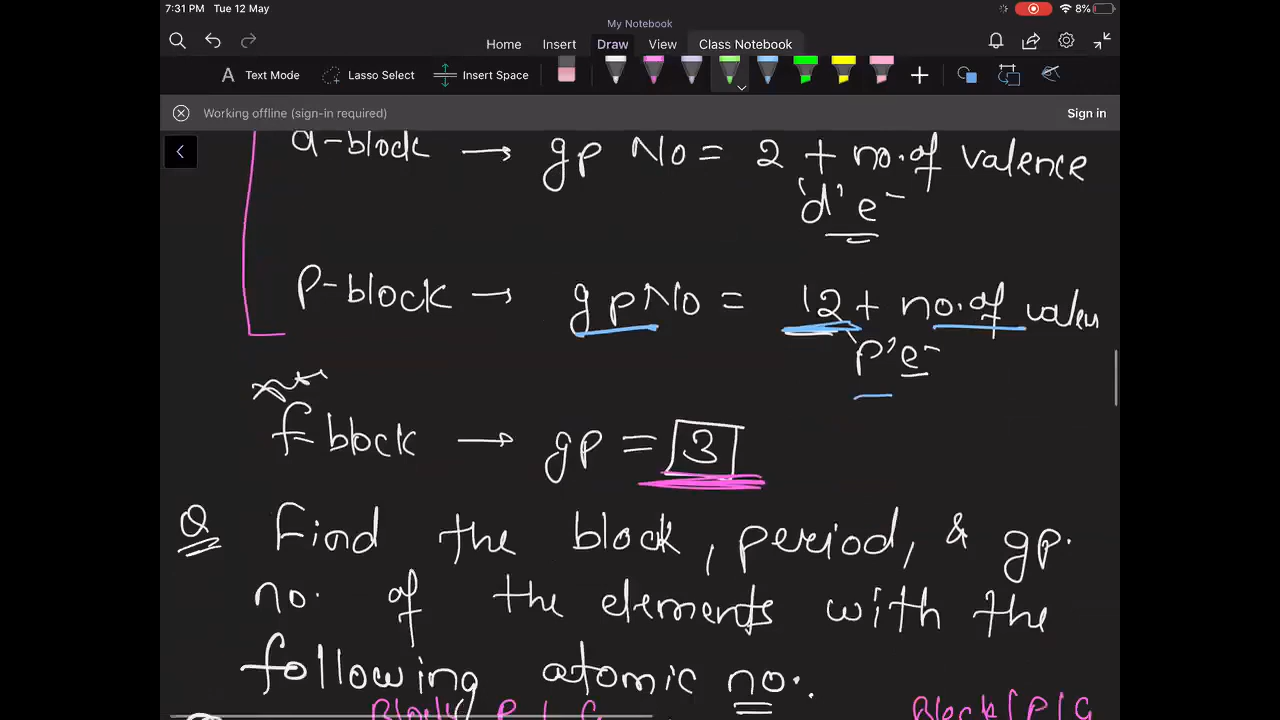 7:31 PM Tue 12 May
8%
My Notebook
Home Insert Draw View Class Notebook
Text Mode Lasso Select Insert Space
Working offline (sign-in required) Sign in
d-block → gp No = 2 + no. of valence
'd' e⁻
P-block → gp No = 12 + no. of valen
'p' e⁻
f block → gp = 3
Q Find the block, period, & gp.
no. of the elements with the
following atomic no.
Block | P | G Block | P | G